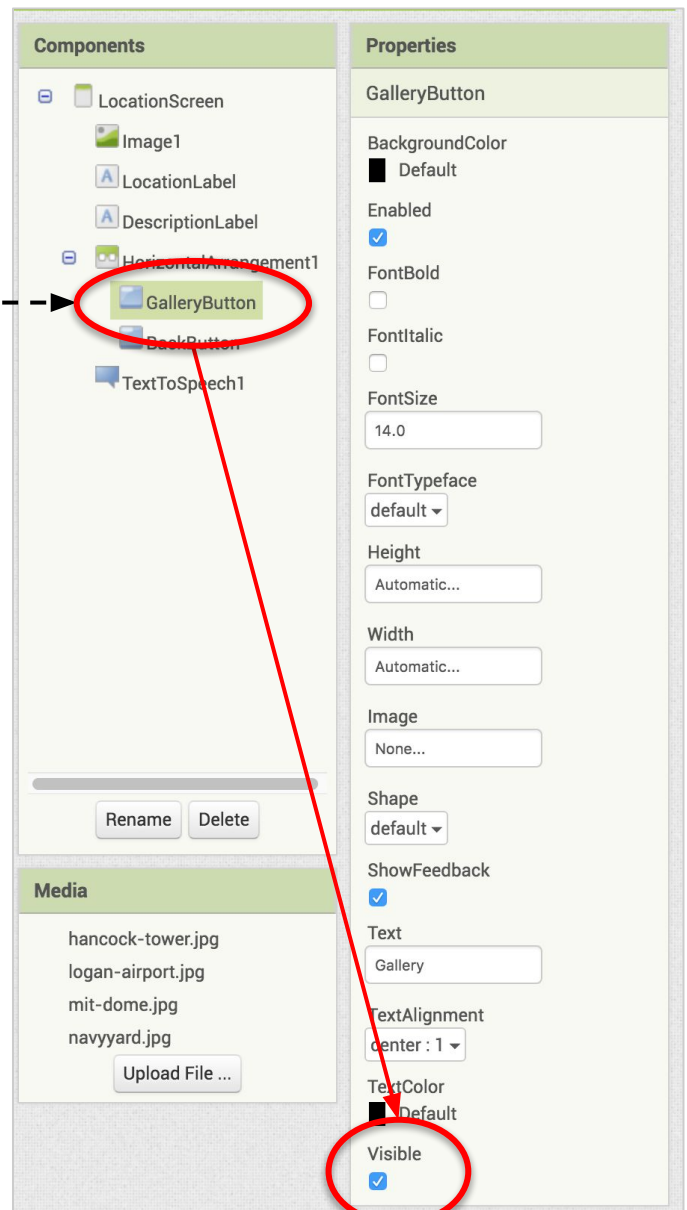 Components
LocationScreen
Image1
A LocationLabel
A DescriptionLabel
HorizontalArrangement1
GalleryButton
BackButton
TextToSpeech1
Rename Delete
Media
hancock-tower.jpg
logan-airport.jpg
mit-dome.jpg
navyyard.jpg
Upload File ...
Properties
GalleryButton
BackgroundColor
Default
Enabled
FontBold
FontItalic
FontSize
14.0
FontTypeface
default
Height
Automatic...
Width
Automatic...
Image
None...
Shape
default
ShowFeedback
Text
Gallery
TextAlignment
center : 1
TextColor
Default
Visible